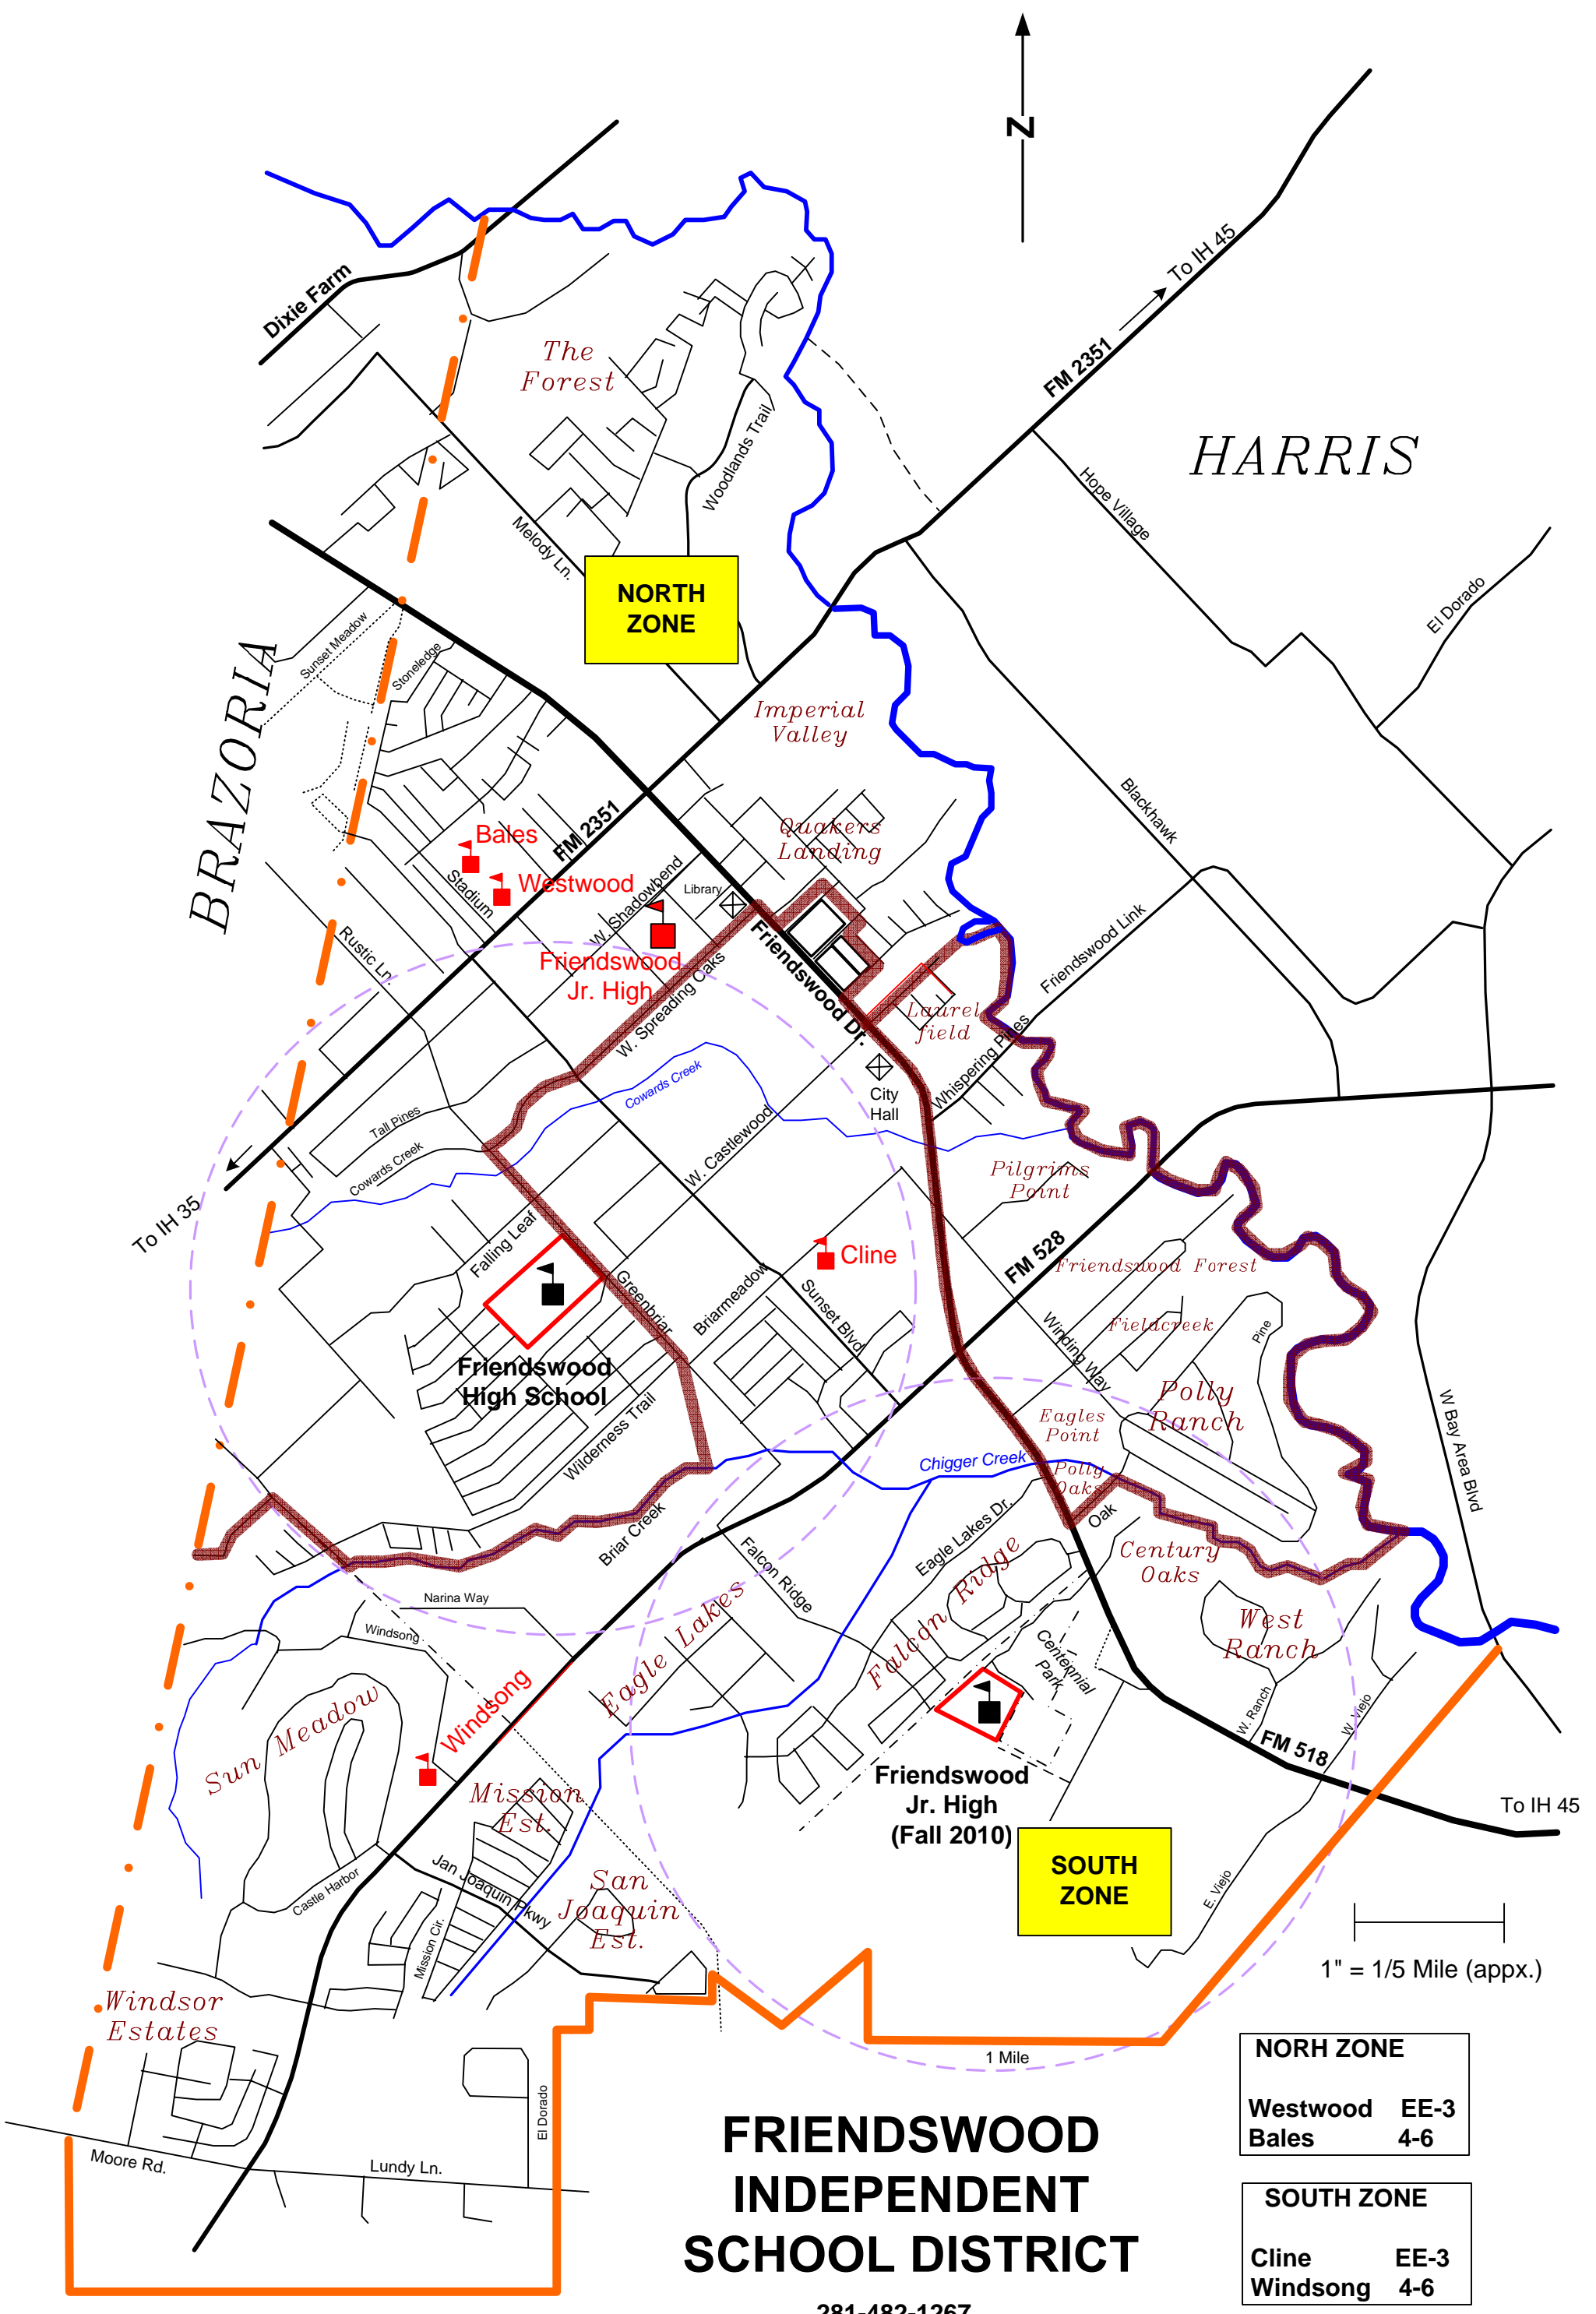 N
To IH 45
Dixie Farm
FM 2351
The
Forest
HARRIS
Woodlands Trail
Hope Village
Melody Ln.
El Dorado
NORTH
ZONE
Sunset Meadow
Stoneledge
BRAZORIA
Imperial
Valley
Blackhawk
FM 2351
Quakers
Landing
Bales
Westwood
Stadium
W. Shadowbend
Library
Friendswood
Jr. High
Rustic Ln.
W. Spreading Oaks
Friendswood Dr.
Friendswood Link
Laurel
field
Whispering Pines
City
Hall
Cowards Creek
Tall Pines
Cowards Creek
W. Castlewood
Pilgrims
Point
To IH 35
Falling Leaf
Cline
FM 528
Friendswood Forest
Greenbriar
Briarmeadow
Sunset Blvd
Winding Way
Fieldcreek
Pine
Friendswood
High School
Polly
Ranch
W Bay Area Blvd
Wilderness Trail
Eagles
Point
Chigger Creek
Polly
Oaks
Oak
Briar Creek
Eagle Lakes Dr.
Century
Oaks
Falcon Ridge
Falcon Ridge
Narina Way
Windsong
Eagle Lakes
West
Ranch
Centennial
Park
Sun Meadow
Windsong
W. Ranch
W. Viejo
FM 518
Mission
Est.
Friendswood
Jr. High
(Fall 2010)
To IH 45
SOUTH
ZONE
Castle Harbor
Jan Joaquin Pkwy
San
Joaquin
Est.
Mission Cir.
E. Viejo
1" = 1/5 Mile (appx.)
Windsor
Estates
1 Mile
NORH ZONE
Westwood EE-3
Bales 4-6
El Dorado
Moore Rd.
Lundy Ln.
FRIENDSWOOD
INDEPENDENT
SCHOOL DISTRICT
SOUTH ZONE
Cline EE-3
Windsong 4-6
281-482-1267